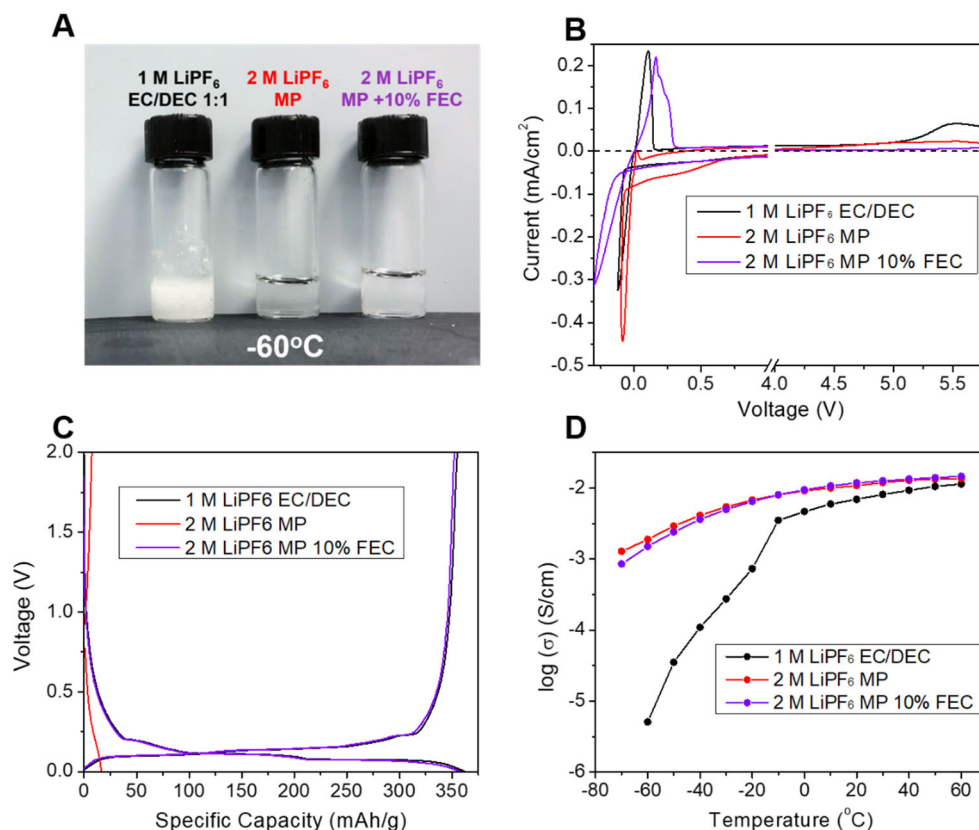 A
1 M LiPF₆
EC/DEC 1:1
2 M LiPF₆
MP
2 M LiPF₆
MP +10% FEC
-60°C
B
0.2
0.1
0.0
-0.1
-0.2
-0.3
-0.4
-0.5
Current (mA/cm²)
1 M LiPF₆ EC/DEC
2 M LiPF₆ MP
2 M LiPF₆ MP 10% FEC
0.0 0.5 4.0 4.5 5.0 5.5
Voltage (V)
C
2.0
1.5
1.0
0.5
0.0
Voltage (V)
1 M LiPF6 EC/DEC
2 M LiPF6 MP
2 M LiPF6 MP 10% FEC
0 50 100 150 200 250 300 350
Specific Capacity (mAh/g)
D
-2
-3
-4
-5
-6
log (σ) (S/cm)
1 M LiPF₆ EC/DEC
2 M LiPF₆ MP
2 M LiPF₆ MP 10% FEC
-80 -60 -40 -20 0 20 40 60
Temperature (°C)